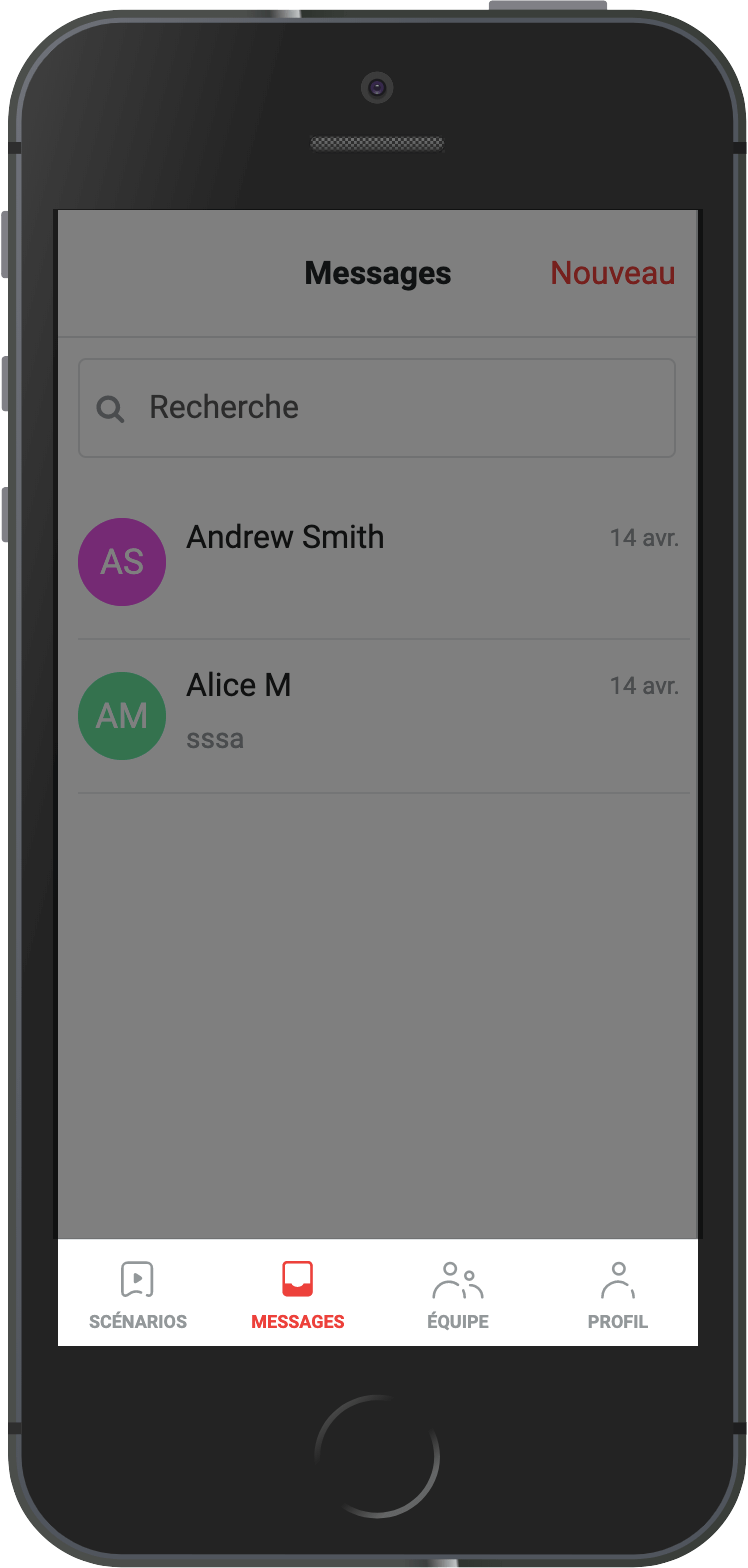 Messages
Nouveau
Recherche
AS
Andrew Smith
14 avr.
AM
Alice M
14 avr.
sssa
SCÉNARIOS
MESSAGES
ÉQUIPE
PROFIL